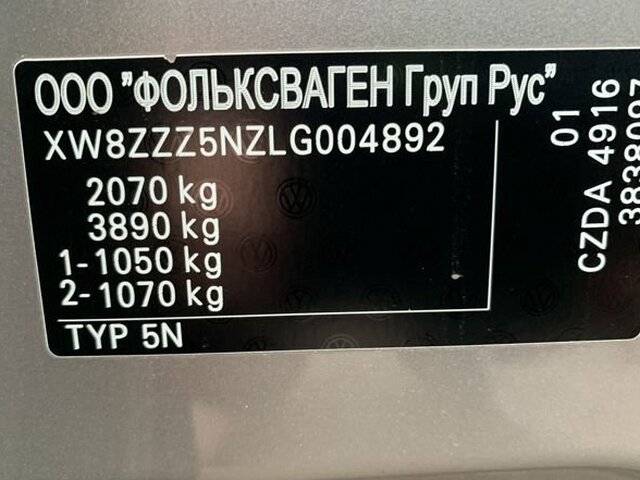 ООО "ФОЛЬКСВАГЕН Груп Рус"
XW8ZZZ5NZLG004892
2070 kg
3890 kg
1-1050 kg
2-1070 kg
TYP 5N
01
CZDA 4916